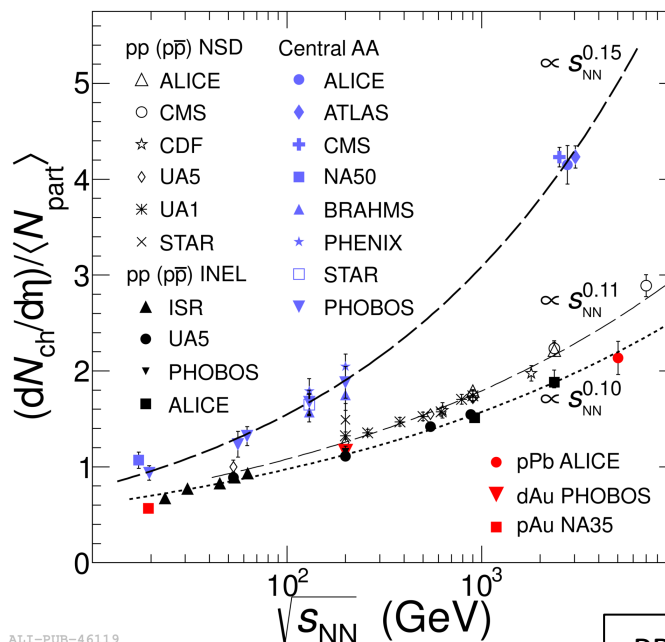 pp (pp̅) NSD
ALICE
CMS
CDF
UA5
UA1
STAR
pp (pp̅) INEL
ISR
UA5
PHOBOS
ALICE
Central AA
ALICE
ATLAS
CMS
NA50
BRAHMS
PHENIX
STAR
PHOBOS
∝ s_NN^0.15
∝ s_NN^0.11
∝ s_NN^0.10
pPb ALICE
dAu PHOBOS
pAu NA35
(dN_ch/dη)/⟨N_part⟩
5
4
3
2
1
0
10^2
10^3
√s_NN (GeV)
ALI-PUB-46119